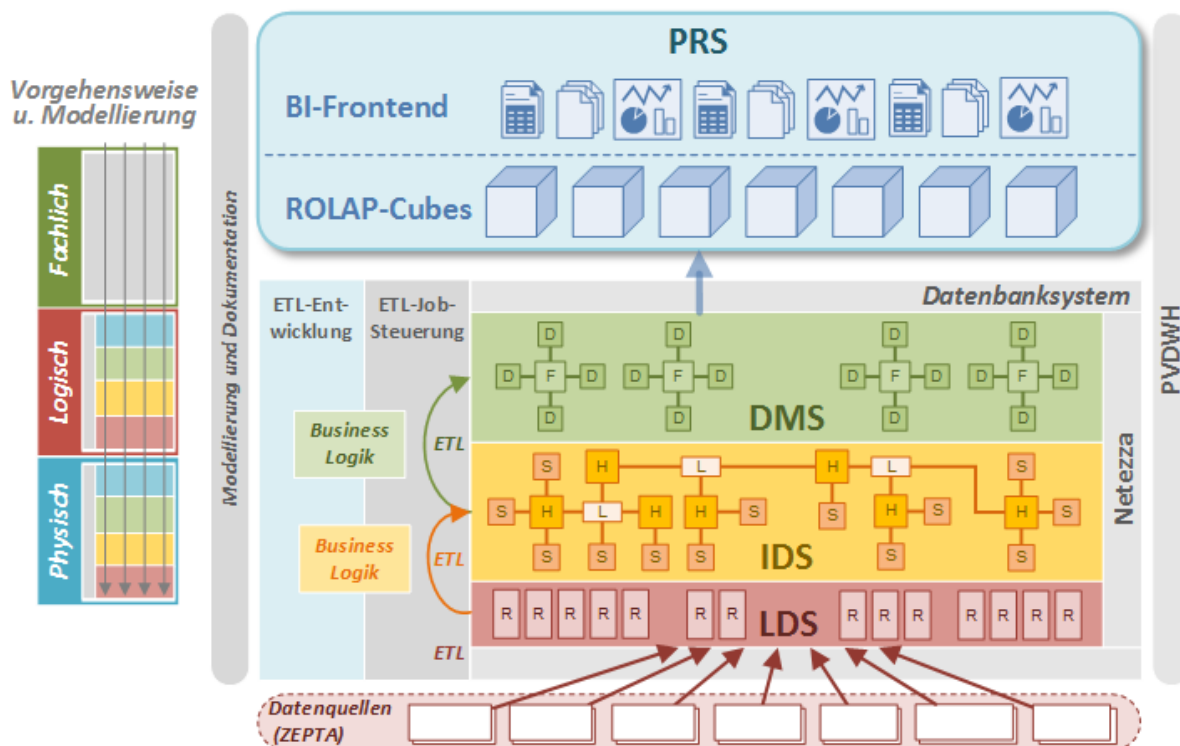 Vorgehensweise
u. Modellierung
Fachlich
Logisch
Physisch
Modellierung und Dokumentation
PRS
BI-Frontend
ROLAP-Cubes
ETL-Ent-
wicklung
ETL-Job-
Steuerung
Datenbanksystem
D D D D
D F D D F D D F D D F D
D D D D
DMS
Business
Logik
ETL
S H L H L S
S H L H H S S H S H
S S S S S
IDS
Business
Logik
ETL
R R R R R R R R R R R R R R
LDS
ETL
Netezza
PVDWH
Datenquellen
(ZEPTA)